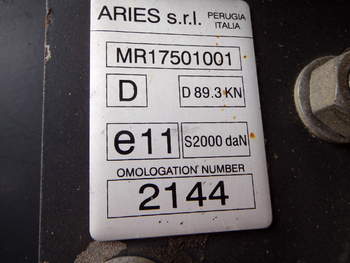 ARIES s.r.l. PERUGIA
ITALIA
MR17501001
D D 89.3 KN
e11 S2000 daN
OMOLOGATION NUMBER
2144